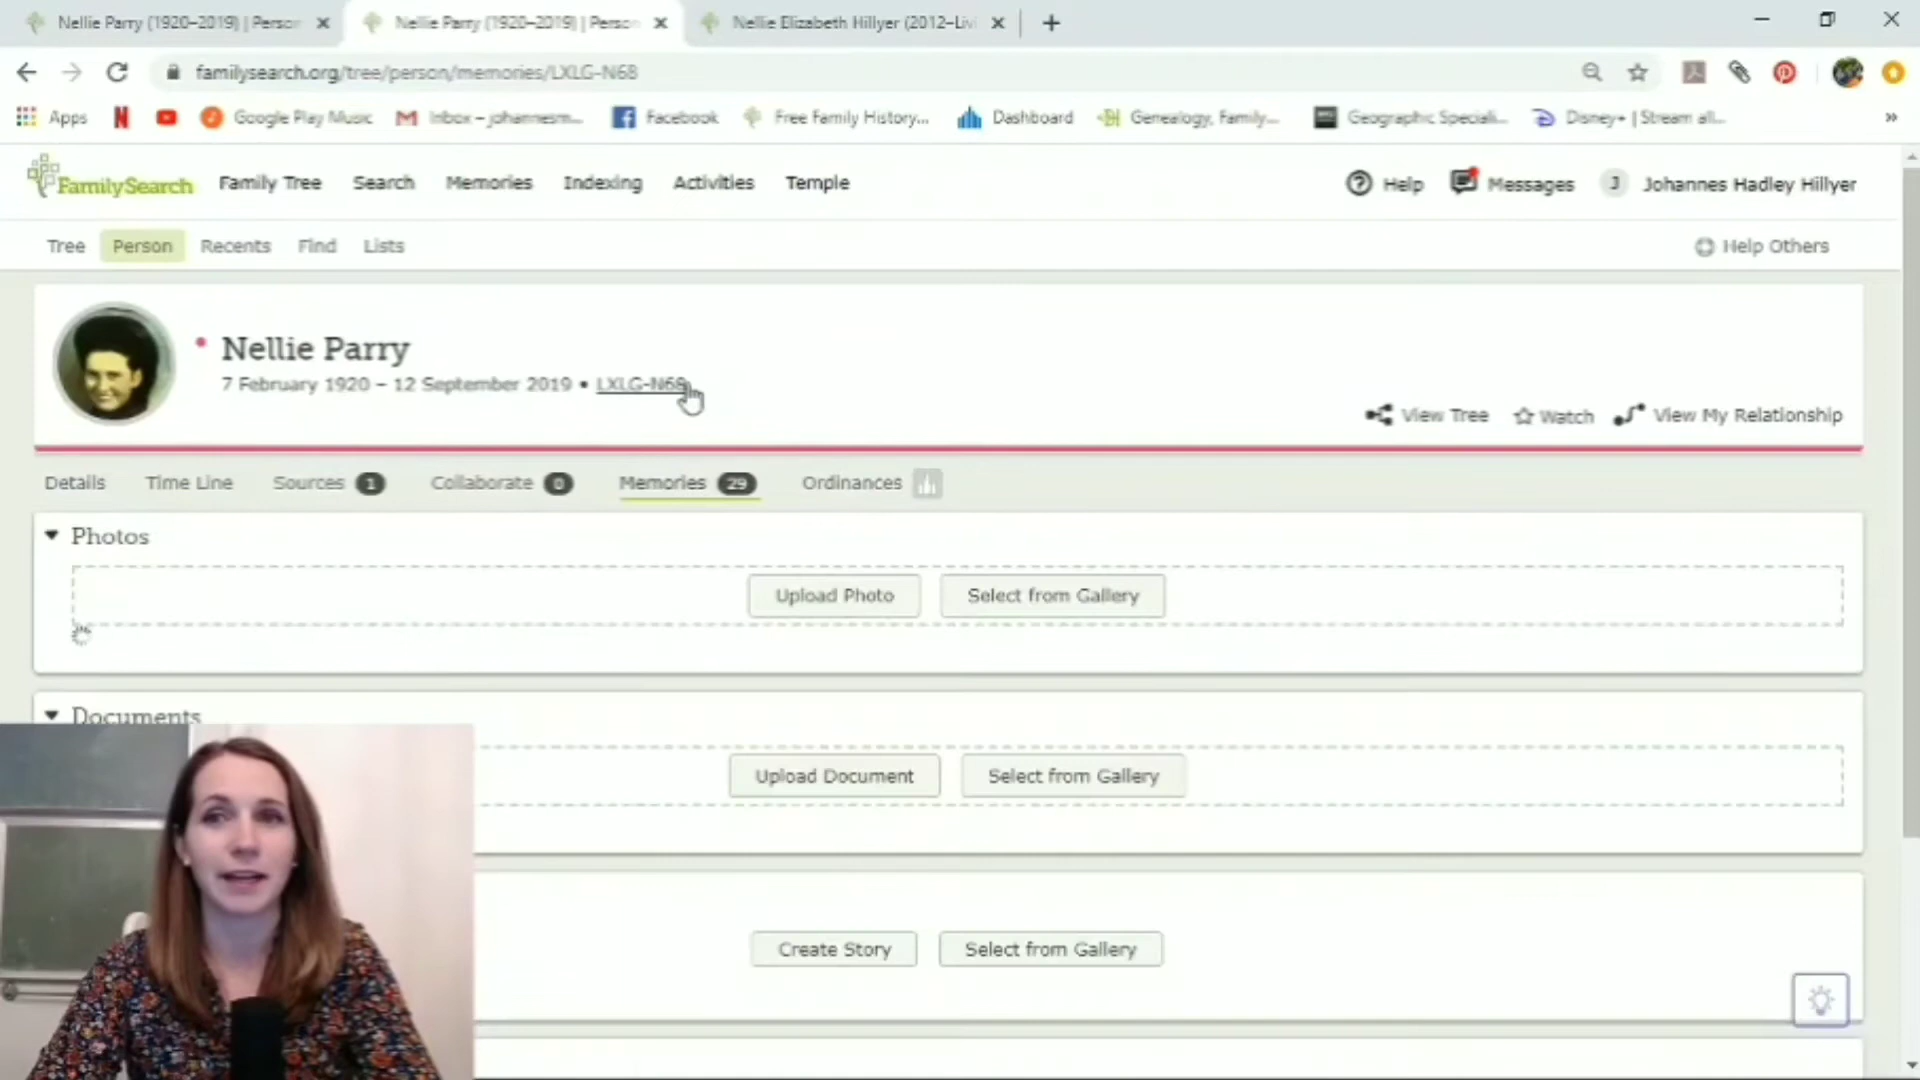 Nellie Parry (1920–2019) | Person
Nellie Parry (1920–2019) | Person
Nellie Elizabeth Hillyer (2012–Livi
familysearch.org/tree/person/memories/LXLG-N68
Apps
Google Play Music
Inbox – johannesm...
Facebook
Free Family History...
Dashboard
Genealogy, Family...
Geographic Speciali...
Disney+ | Stream all...
»
FamilySearch
Family Tree
Search
Memories
Indexing
Activities
Temple
Help
Messages
J
Johannes Hadley Hillyer
Tree
Person
Recents
Find
Lists
Help Others
Nellie Parry
7 February 1920 – 12 September 2019 • LXLG-N68
View Tree
Watch
View My Relationship
Details
Time Line
Sources 1
Collaborate 0
Memories 29
Ordinances
Photos
Upload Photo
Select from Gallery
Documents
Upload Document
Select from Gallery
Create Story
Select from Gallery